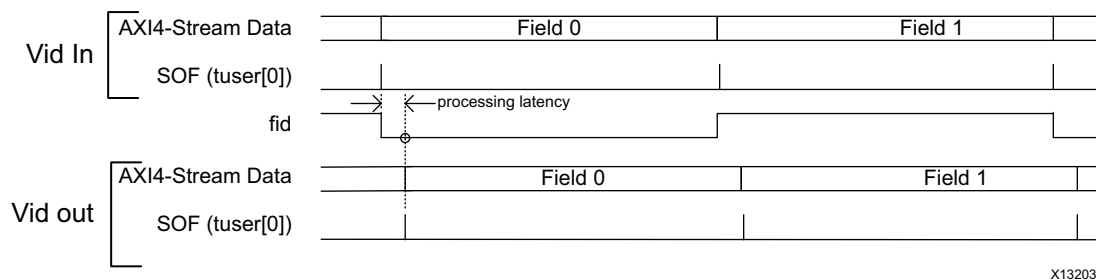 AXI4-Stream Data
Field 0
Field 1
Vid In
SOF (tuser[0])
processing latency
fid
AXI4-Stream Data
Field 0
Field 1
Vid out
SOF (tuser[0])
X13203